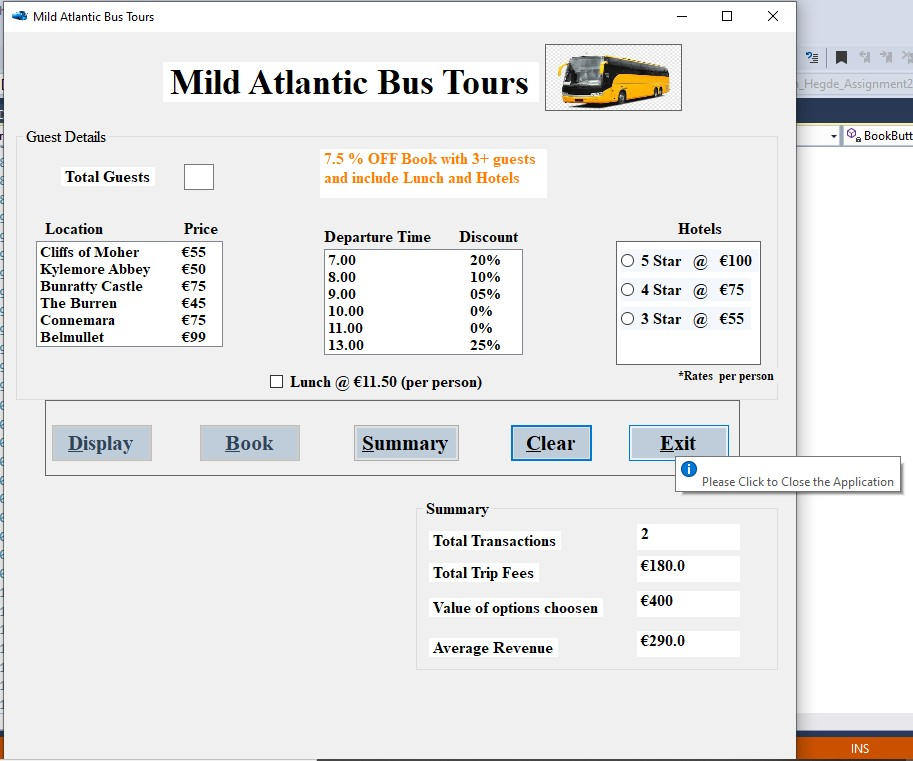 Mild Atlantic Bus Tours
Mild Atlantic Bus Tours
_Hegde_Assignment2
BookButt
Guest Details
Total Guests
7.5 % OFF Book with 3+ guests
and include Lunch and Hotels
Location Price
Cliffs of Moher €55
Kylemore Abbey €50
Bunratty Castle €75
The Burren €45
Connemara €75
Belmullet €99
Departure Time Discount
7.00 20%
8.00 10%
9.00 05%
10.00 0%
11.00 0%
13.00 25%
Hotels
5 Star @ €100
4 Star @ €75
3 Star @ €55
*Rates per person
Lunch @ €11.50 (per person)
Display Book Summary Clear Exit
Please Click to Close the Application
Summary
Total Transactions 2
Total Trip Fees €180.0
Value of options choosen €400
Average Revenue €290.0
INS